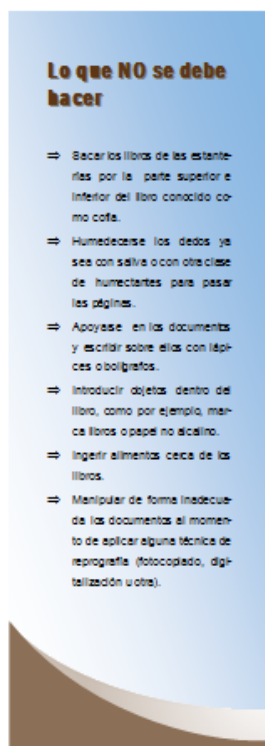 Lo que NO se debe
hacer
⇒ Sacar los libros de las estante-
rías por la parte superior e
inferior del libro conocido co-
mo cofia.
⇒ Humedecerse los dedos ya
sea con saliva o con otra clase
de humectantes para pasar
las páginas.
⇒ Apoyarse en los documentos
y escribir sobre ellos con lápi-
ces o bolígrafos.
⇒ Introducir objetos dentro del
libro, como por ejemplo, mar-
ca libros o papel no alcalino.
⇒ Ingerir alimentos cerca de los
libros.
⇒ Manipular de forma inadecua-
da los documentos al momen-
to de aplicar alguna técnica de
reprografía (fotocopiado, digi-
talización u otra).